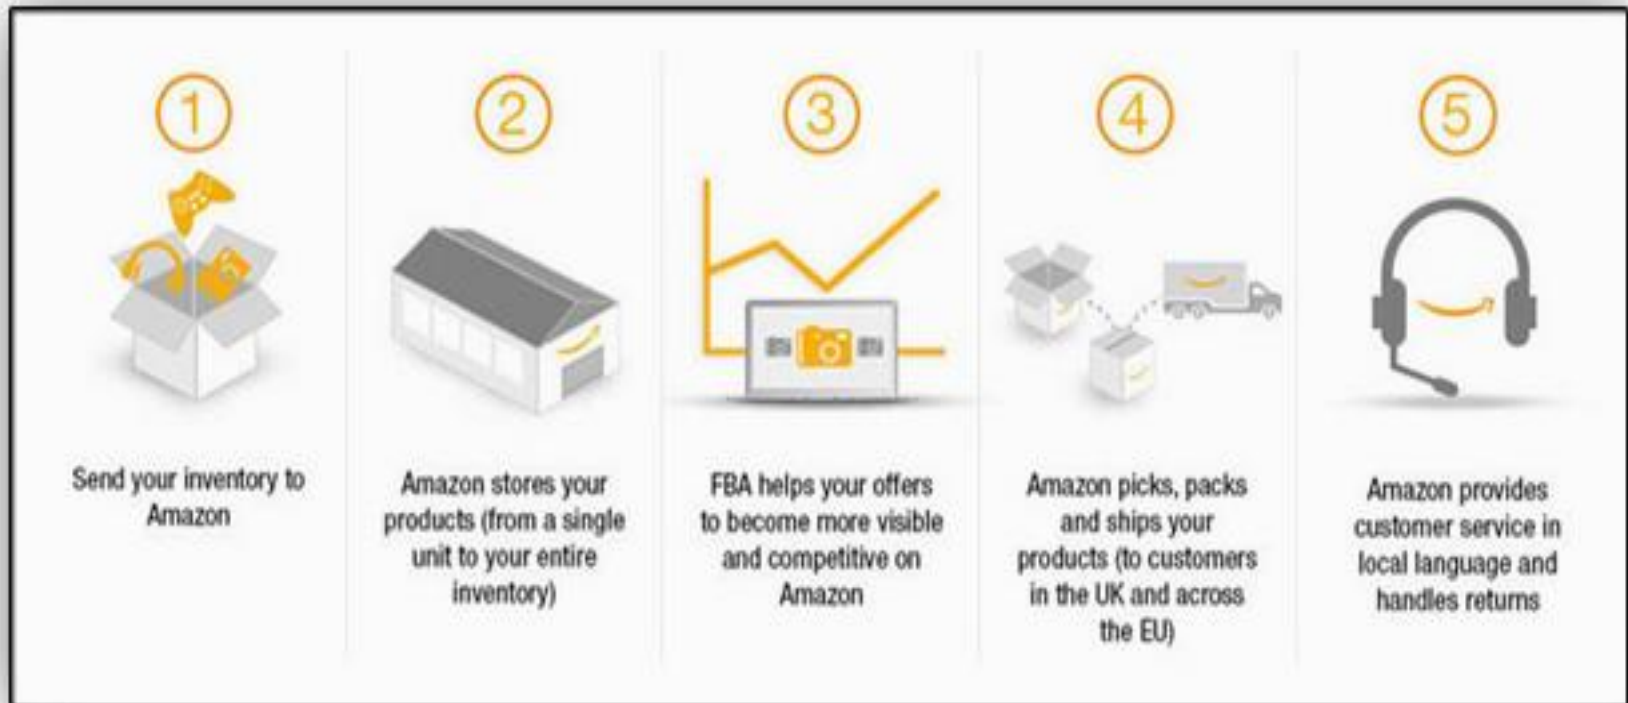 1
Send your inventory to
Amazon
2
Amazon stores your
products (from a single
unit to your entire
inventory)
3
FBA helps your offers
to become more visible
and competitive on
Amazon
4
Amazon picks, packs
and ships your
products (to customers
in the UK and across
the EU)
5
Amazon provides
customer service in
local language and
handles returns